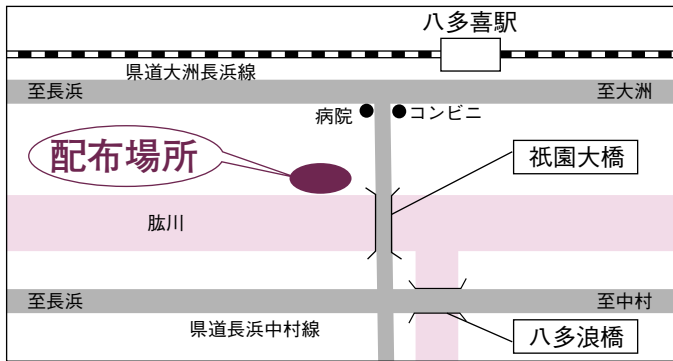 八多喜駅
県道大洲長浜線
至長浜
至大洲
病院
コンビニ
配布場所
祇園大橋
肱川
至長浜
至中村
県道長浜中村線
八多浪橋